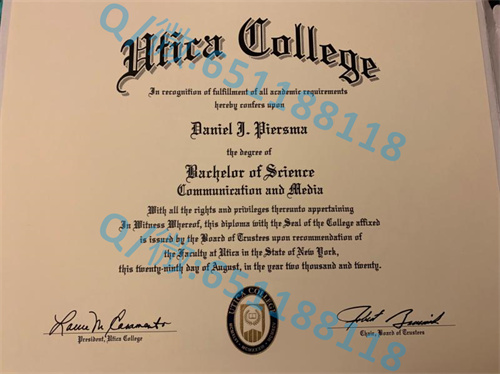 Utica College
In recognition of fulfillment of all academic requirements
hereby confers upon
Daniel J. Piersma
the degree of
Bachelor of Science
Communication and Media
With all the rights and privileges thereunto appertaining
In Witness Whereof, this diploma with the Seal of the College affixed
is issued by the Board of Trustees upon recommendation of
the Faculty at Utica in the State of New York,
this twenty-ninth day of August, in the year two thousand and twenty.
UTICA COLLEGE
President, Utica College
Chair, Board of Trustees
Q/微:651188118
Q/微:651188118